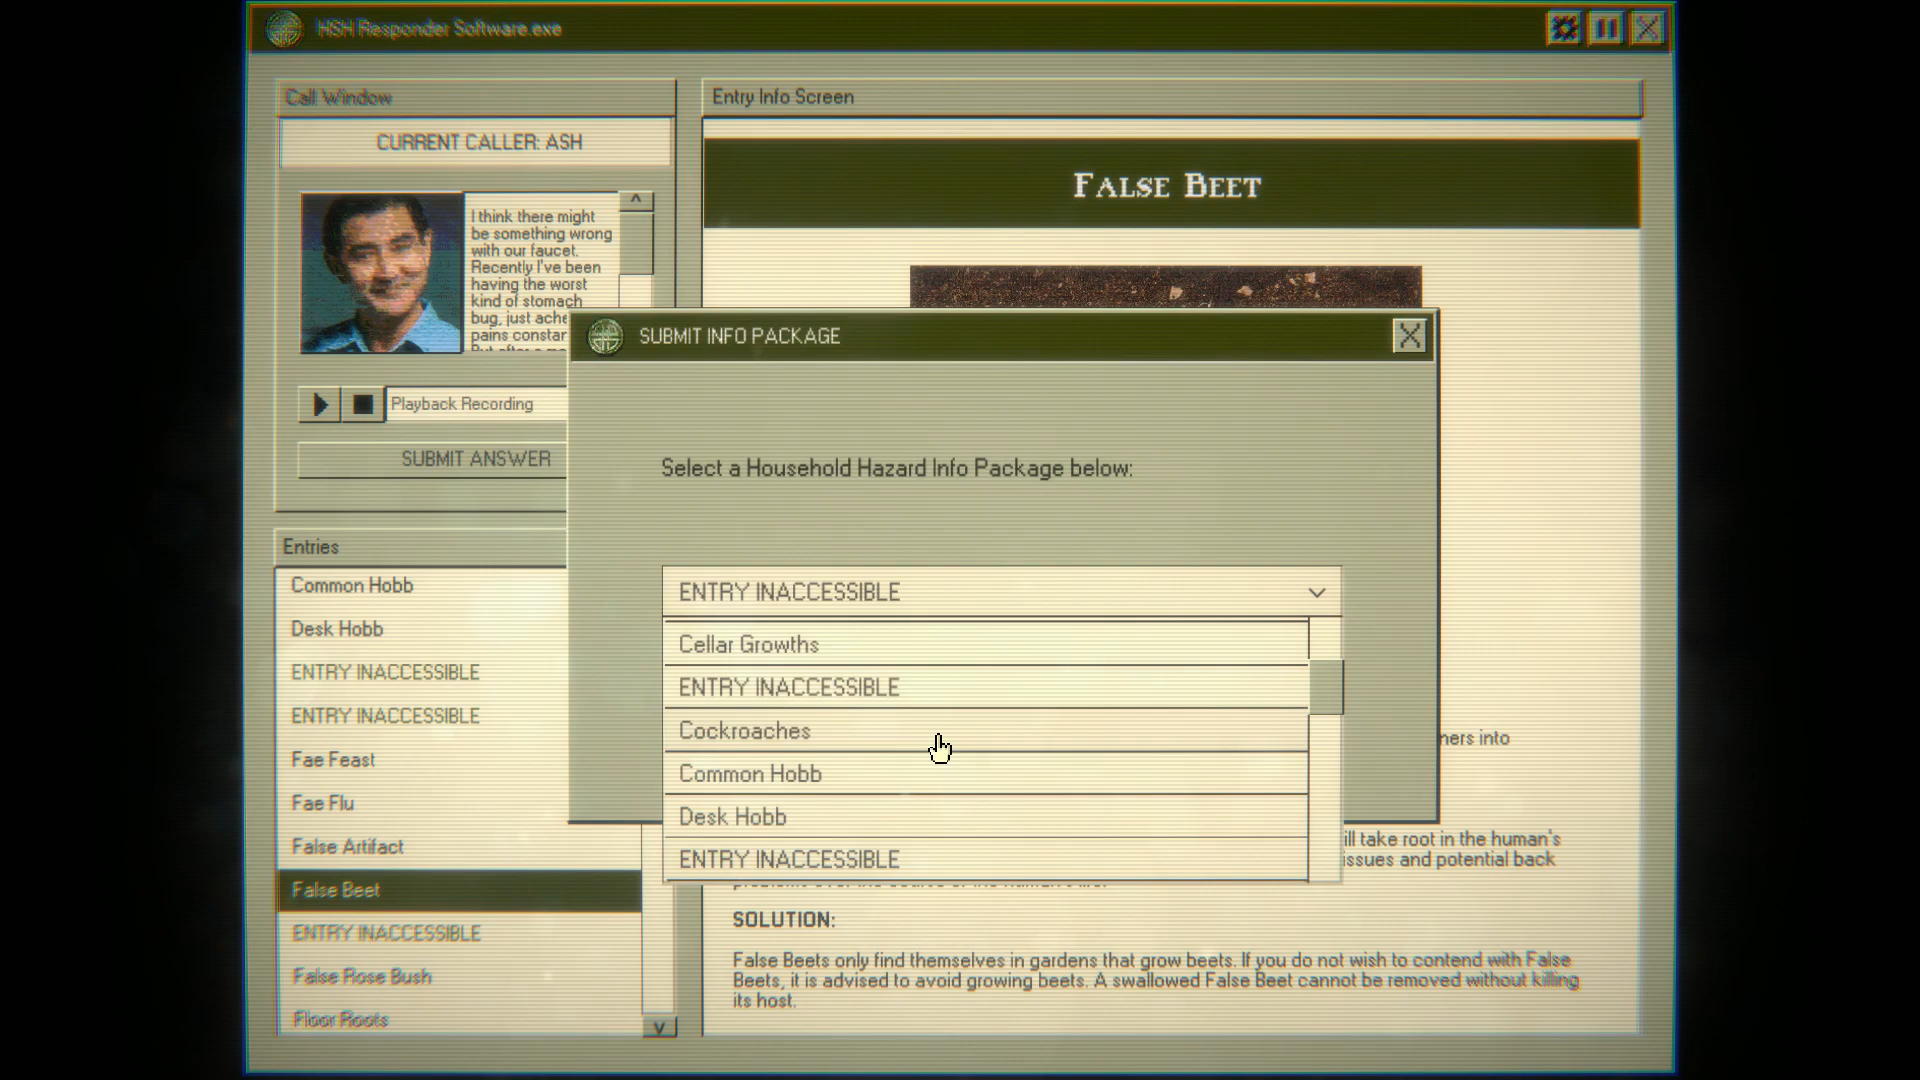 HSH Responder Software.exe
Call Window
CURRENT CALLER: ASH
I think there might
be something wrong
with our faucet.
Recently I've been
having the worst
kind of stomach
bug, just ache
pains constan
Playback Recording
SUBMIT ANSWER
Entries
Common Hobb
Desk Hobb
ENTRY INACCESSIBLE
ENTRY INACCESSIBLE
Fae Feast
Fae Flu
False Artifact
False Beet
ENTRY INACCESSIBLE
False Rose Bush
Floor Roots
Entry Info Screen
FALSE BEET
SUBMIT INFO PACKAGE
Select a Household Hazard Info Package below:
ENTRY INACCESSIBLE
Cellar Growths
ENTRY INACCESSIBLE
Cockroaches
Common Hobb
Desk Hobb
ENTRY INACCESSIBLE
ners into
ill take root in the human's
issues and potential back
SOLUTION:
False Beets only find themselves in gardens that grow beets. If you do not wish to contend with False
Beets, it is advised to avoid growing beets. A swallowed False Beet cannot be removed without killing
its host.